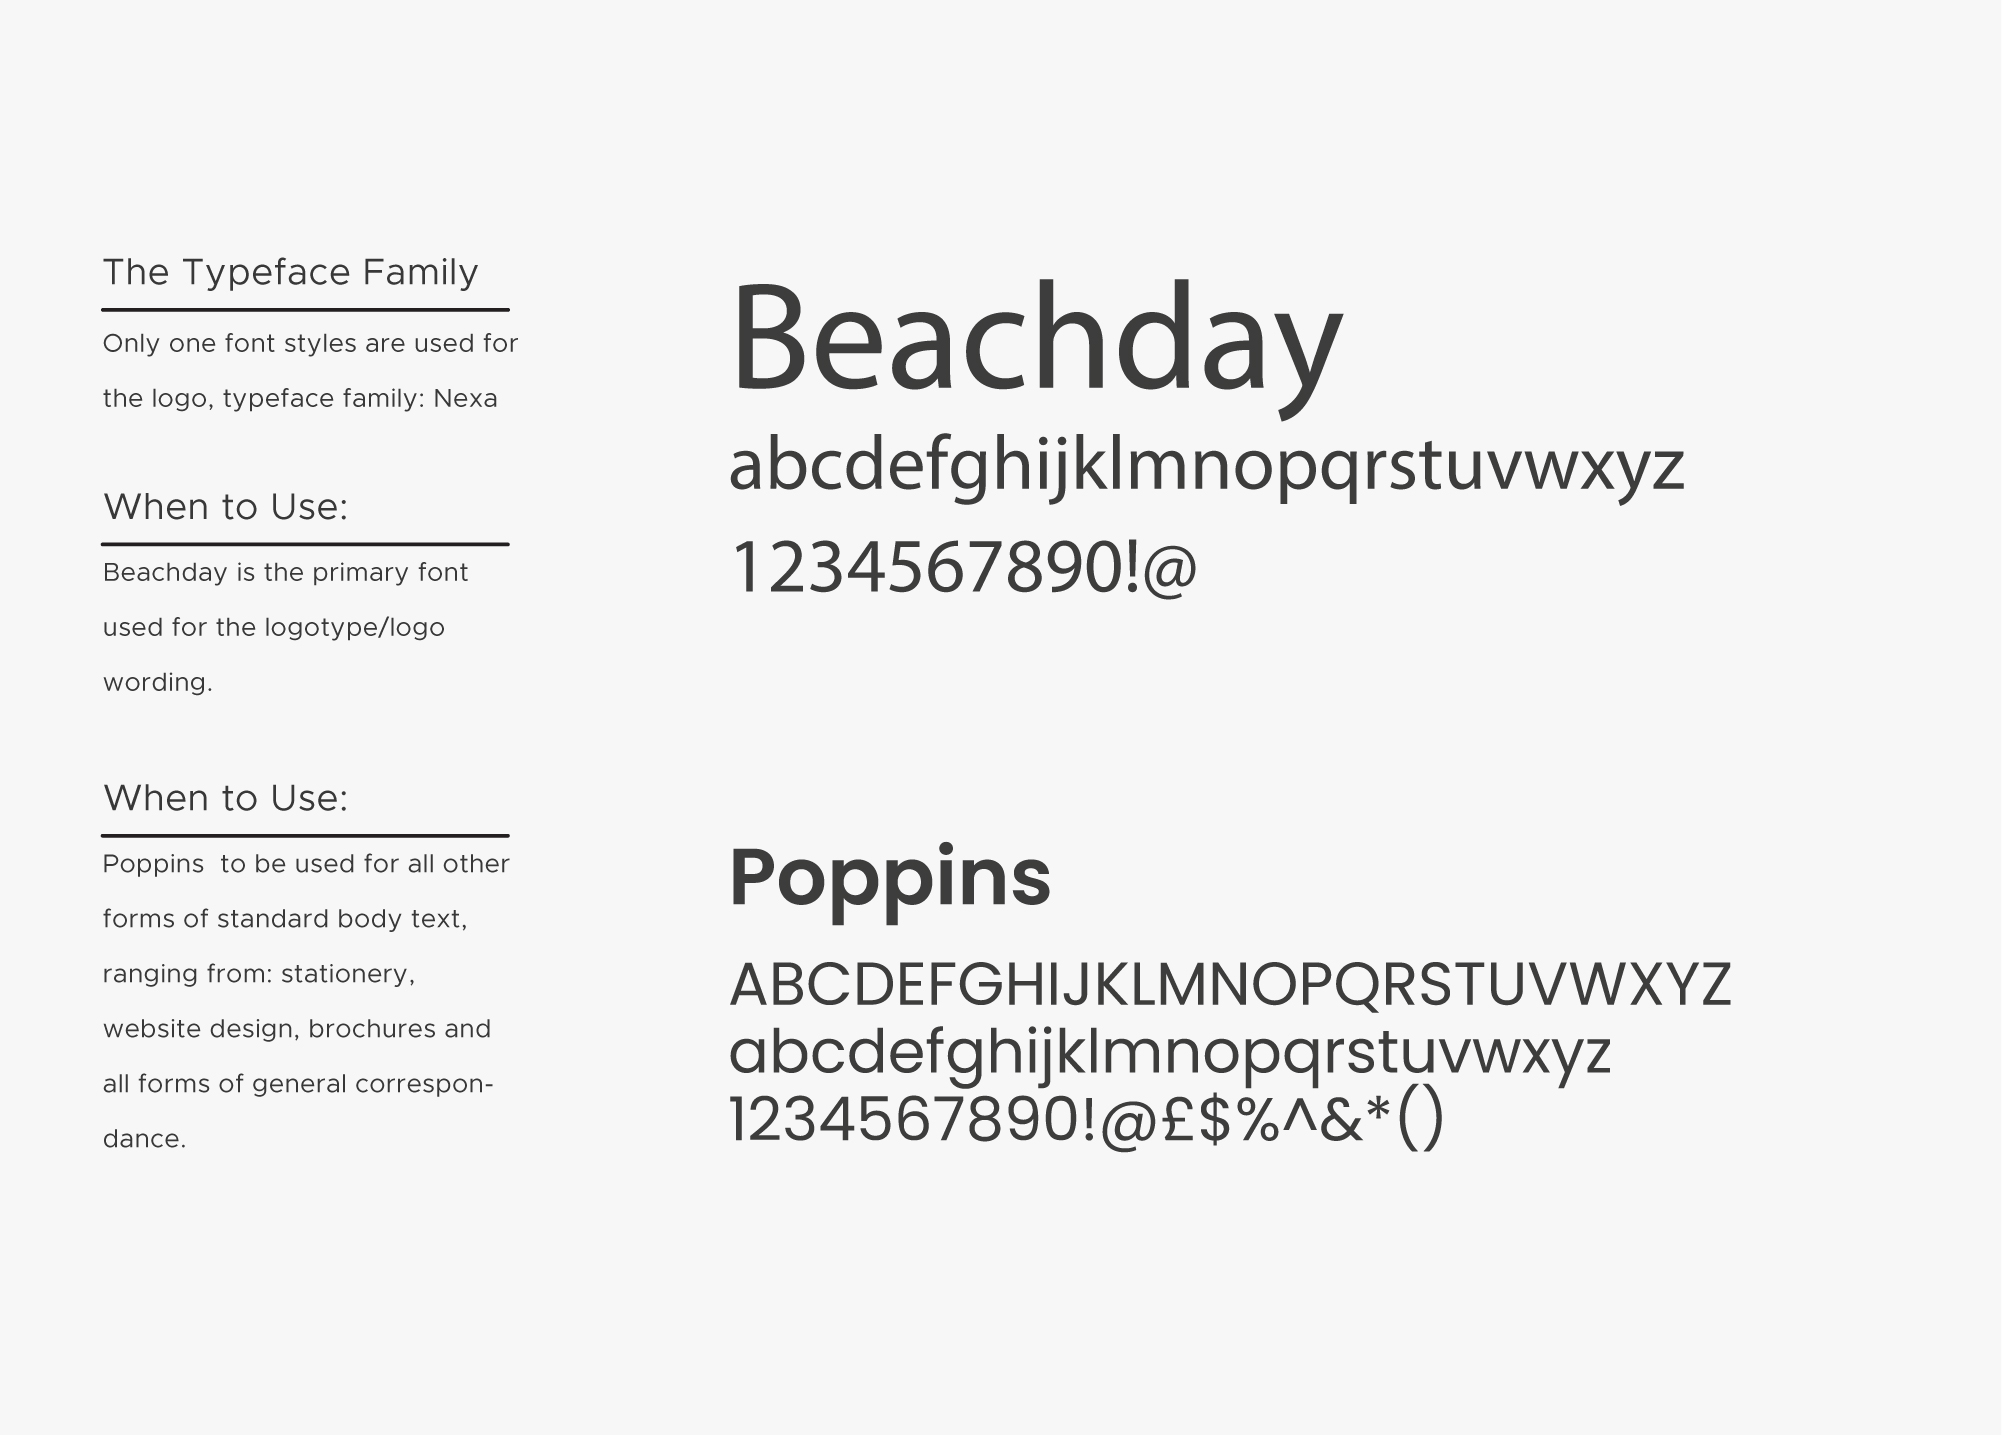 The Typeface Family
Only one font styles are used for
the logo, typeface family: Nexa
When to Use:
Beachday is the primary font
used for the logotype/logo
wording.
When to Use:
Poppins  to be used for all other
forms of standard body text,
ranging from: stationery,
website design, brochures and
all forms of general correspon-
dance.
Beachday
abcdefghijklmnopqrstuvwxyz
1234567890!@
Poppins
ABCDEFGHIJKLMNOPQRSTUVWXYZ
abcdefghijklmnopqrstuvwxyz
1234567890!@£$%^&*()